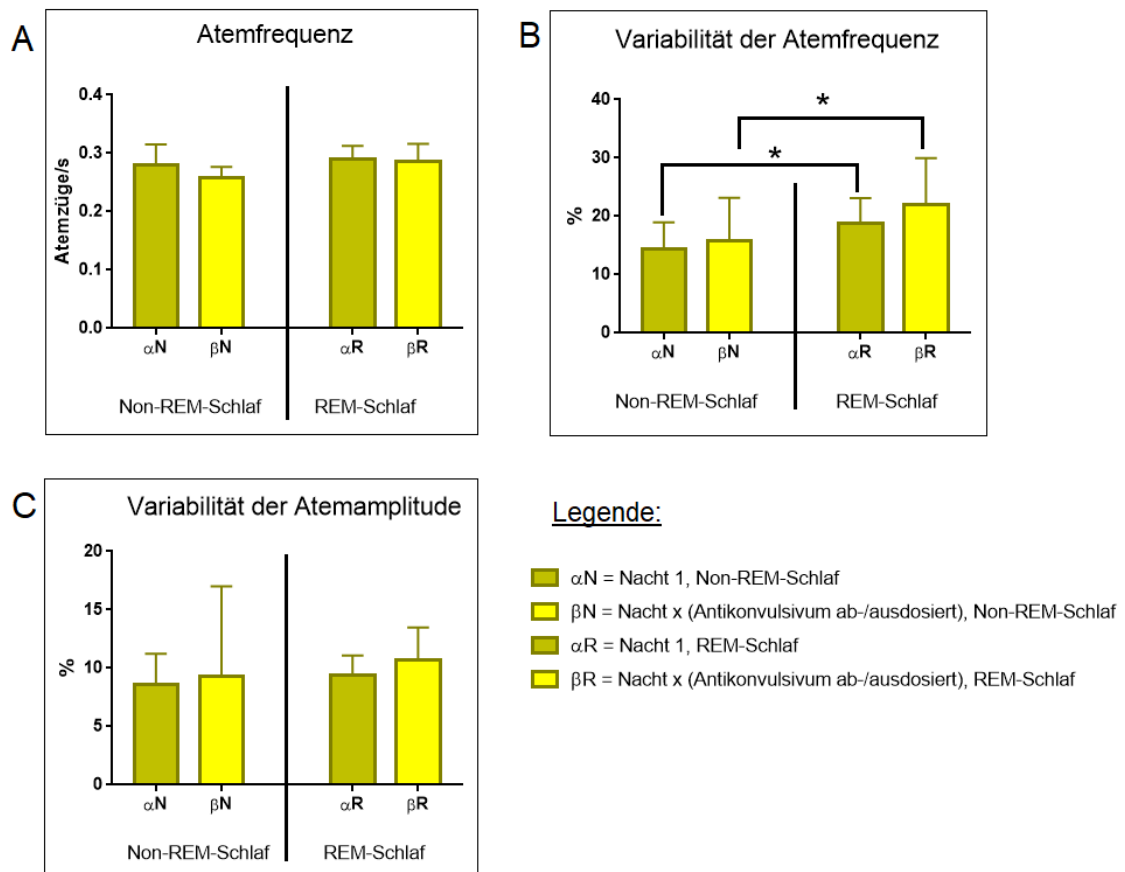 A
Atemfrequenz
Atemzüge/s
0.4
0.3
0.2
0.1
0.0
αN
βN
αR
βR
Non-REM-Schlaf
REM-Schlaf
B
Variabilität der Atemfrequenz
%
40
30
20
10
0
*
*
αN
βN
αR
βR
Non-REM-Schlaf
REM-Schlaf
C
Variabilität der Atemamplitude
%
20
15
10
5
0
αN
βN
αR
βR
Non-REM-Schlaf
REM-Schlaf
Legende:
αN = Nacht 1, Non-REM-Schlaf
βN = Nacht x (Antikonvulsivum ab-/ausdosiert), Non-REM-Schlaf
αR = Nacht 1, REM-Schlaf
βR = Nacht x (Antikonvulsivum ab-/ausdosiert), REM-Schlaf